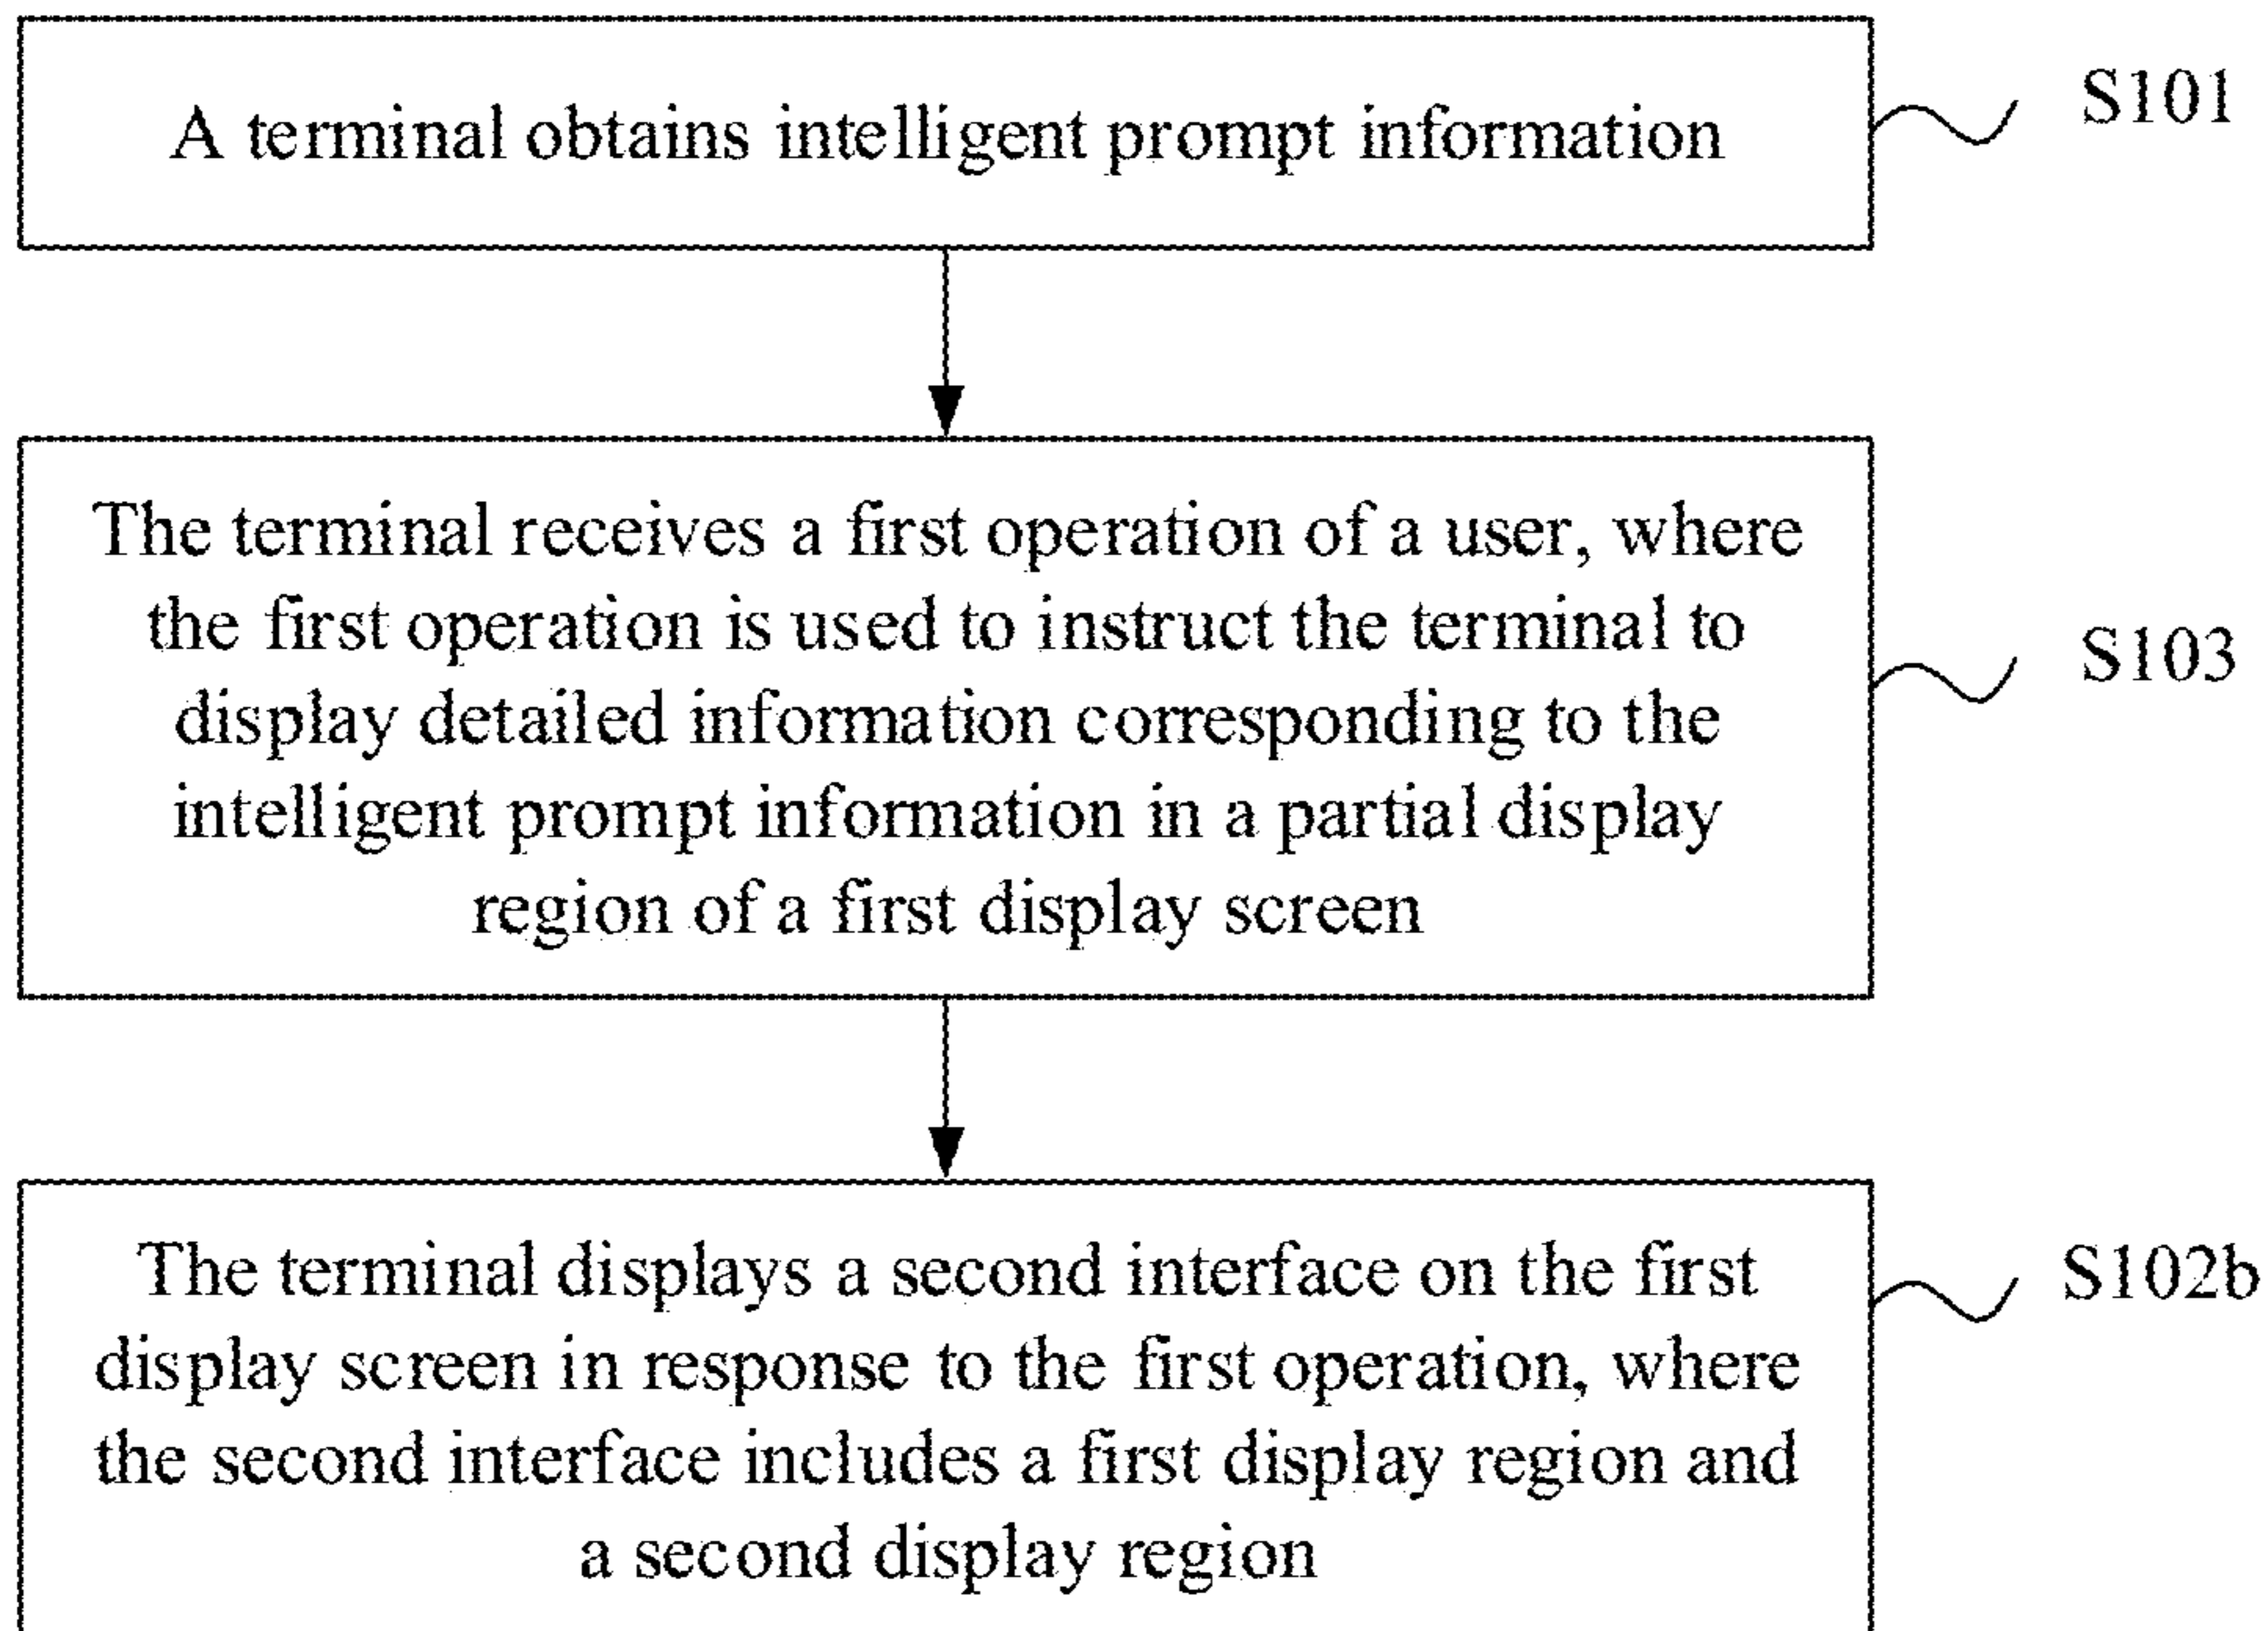 A terminal obtains intelligent prompt information
S101
The terminal receives a first operation of a user, where
the first operation is used to instruct the terminal to
display detailed information corresponding to the
intelligent prompt information in a partial display
region of a first display screen
S103
The terminal displays a second interface on the first
display screen in response to the first operation, where
the second interface includes a first display region and
a second display region
S102b